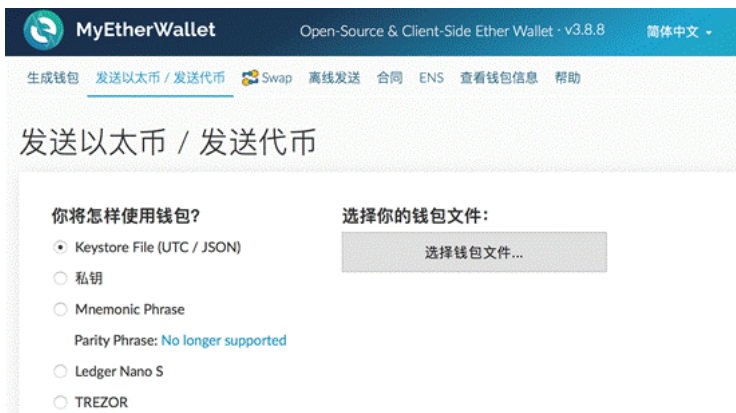 MyEtherWallet
Open-Source & Client-Side Ether Wallet · v3.8.8
简体中文
生成钱包 发送以太币 / 发送代币 Swap 离线发送 合同 ENS 查看钱包信息 帮助
发送以太币 / 发送代币
你将怎样使用钱包?
Keystore File (UTC / JSON)
私钥
Mnemonic Phrase
Parity Phrase: No longer supported
Ledger Nano S
TREZOR
选择你的钱包文件:
选择钱包文件...